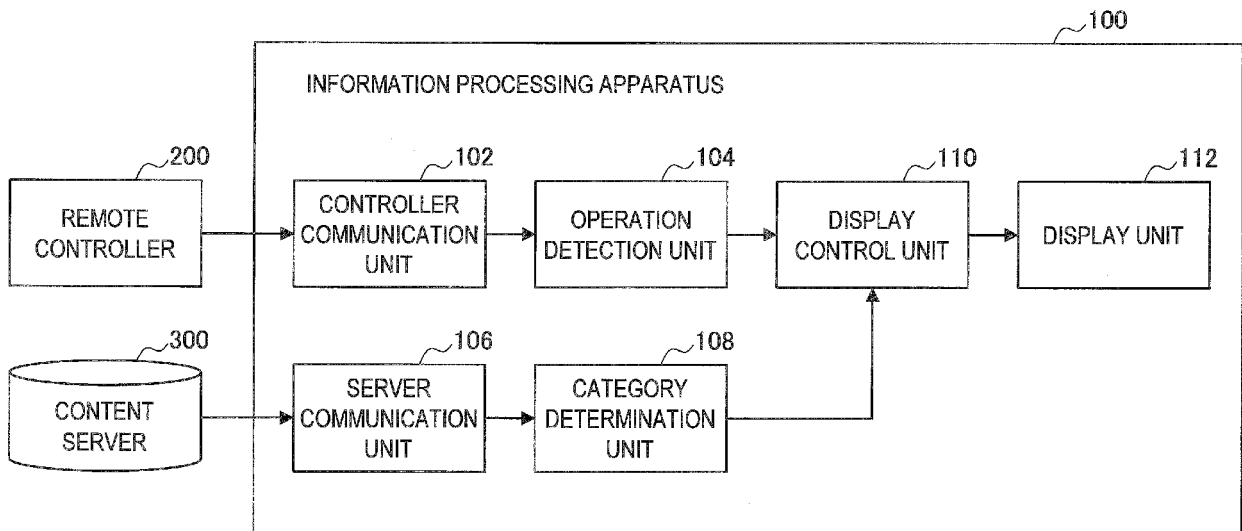 100
INFORMATION PROCESSING APPARATUS
200
REMOTE
CONTROLLER
102
CONTROLLER
COMMUNICATION
UNIT
104
OPERATION
DETECTION UNIT
110
DISPLAY
CONTROL UNIT
112
DISPLAY UNIT
300
CONTENT
SERVER
106
SERVER
COMMUNICATION
UNIT
108
CATEGORY
DETERMINATION
UNIT